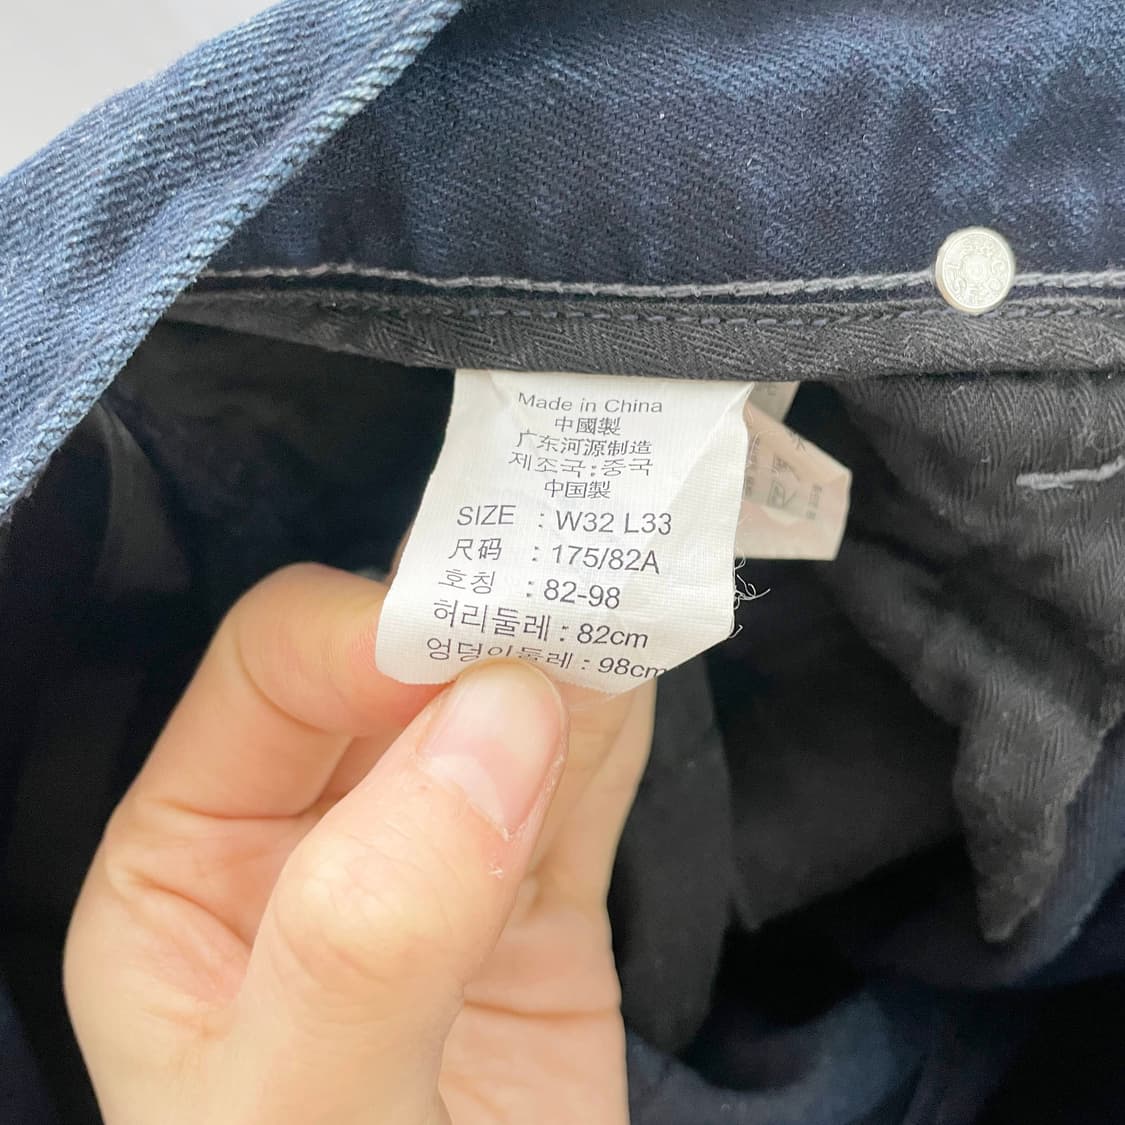 Made in China
中國製
广东河源制造
제조국:중국
中国製
SIZE : W32 L33
尺码 : 175/82A
호칭 : 82-98
허리둘레 : 82cm
엉덩이둘레 : 98cm